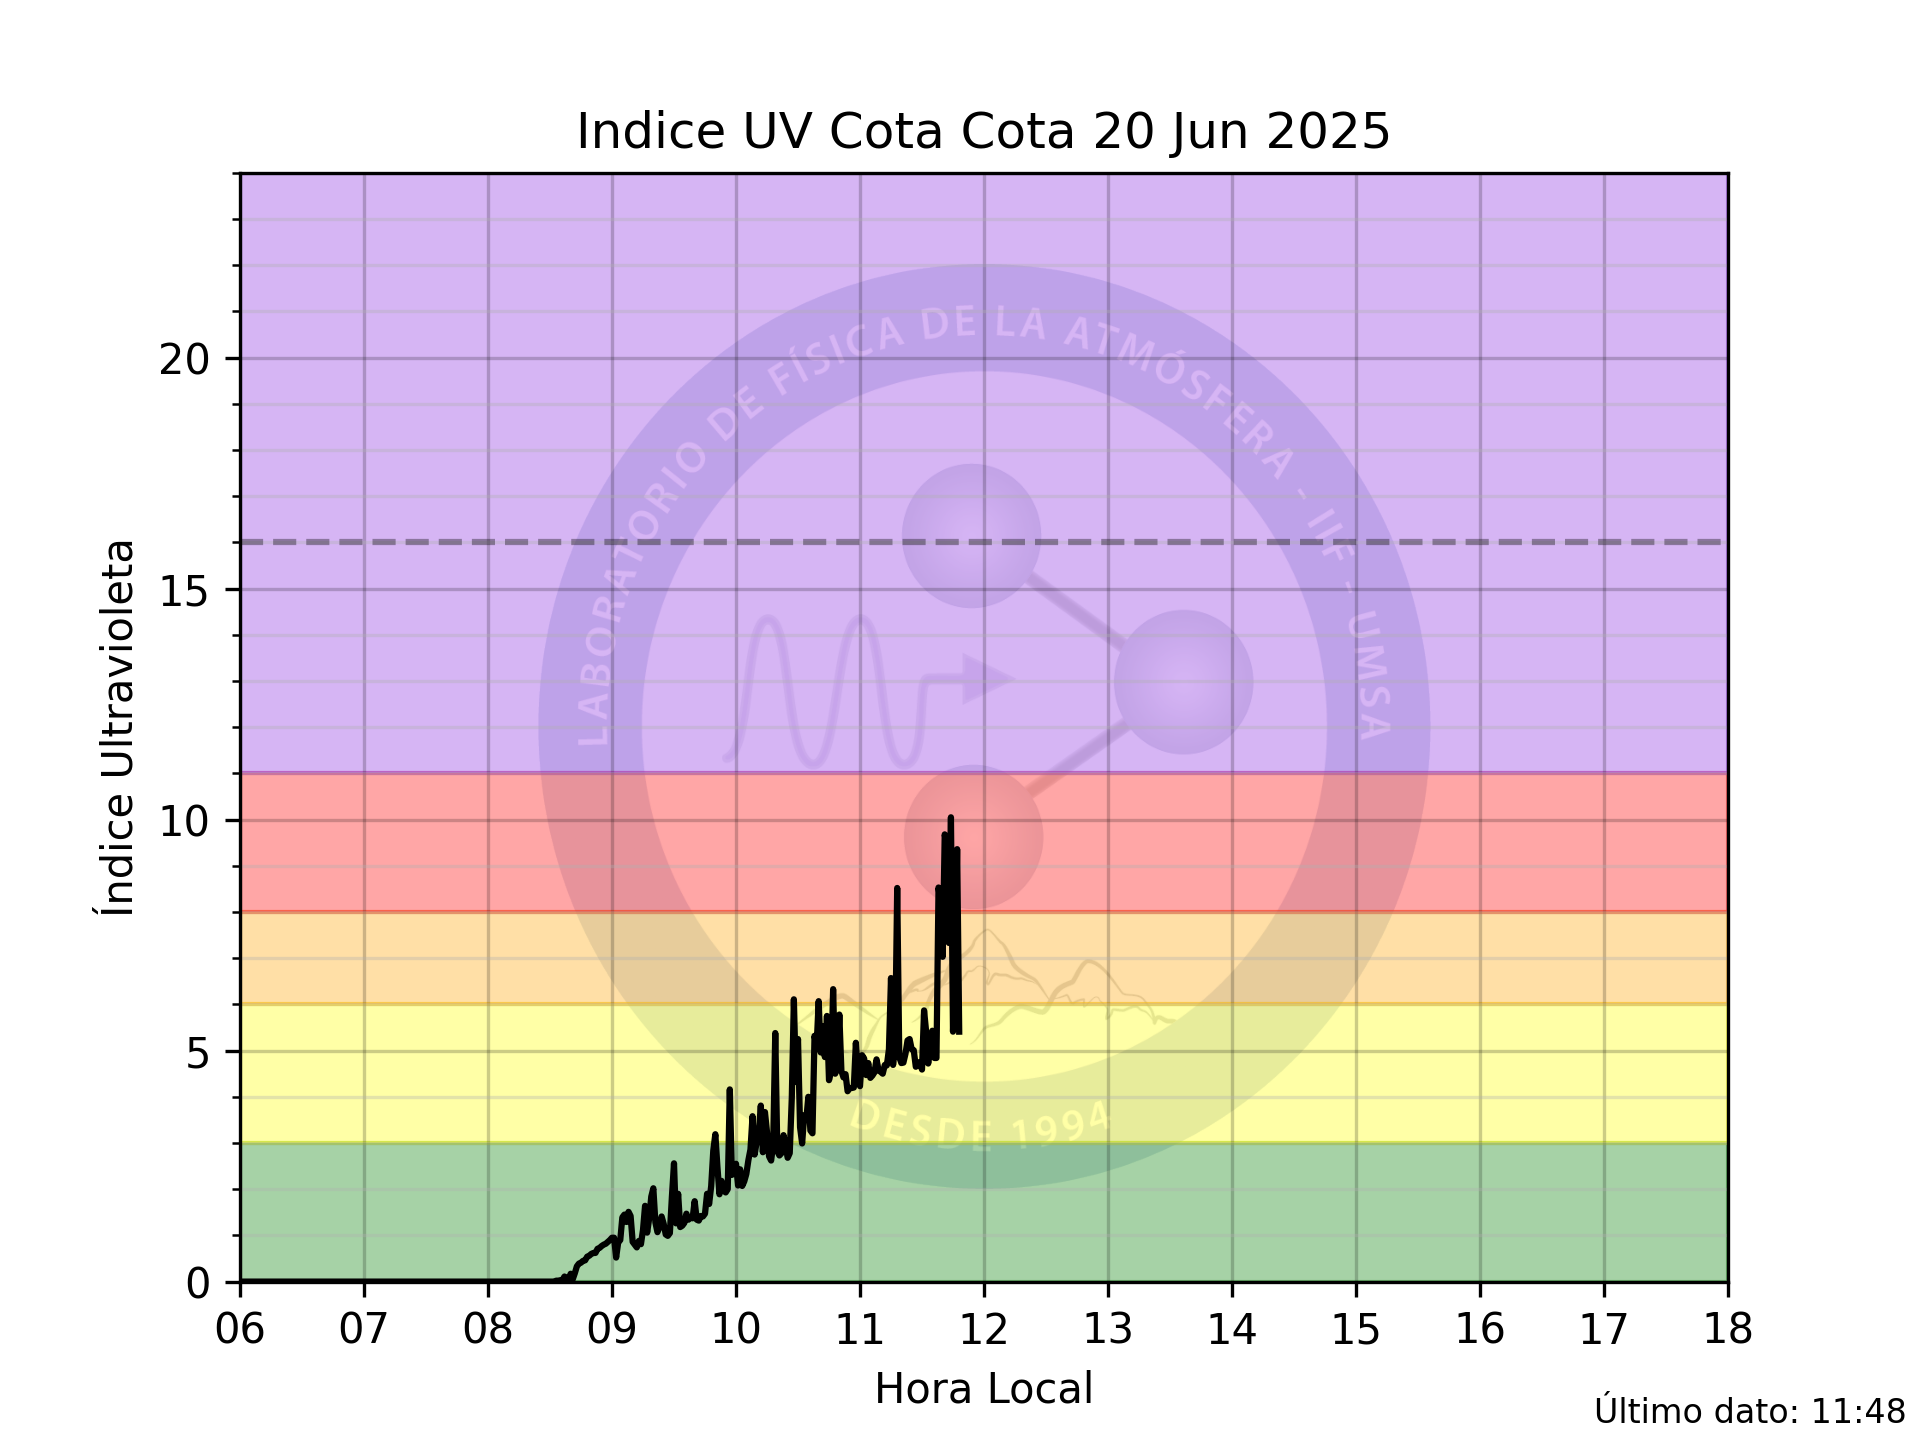 Indice UV Cota Cota 20 Jun 2025
LABORATORIO DE FÍSICA DE LA ATMÓSFERA - IIF - UMSA
20
15
10
5
0
Índice Ultravioleta
DESDE 1994
06 07 08 09 10 11 12 13 14 15 16 17 18
Hora Local
Último dato: 11:48